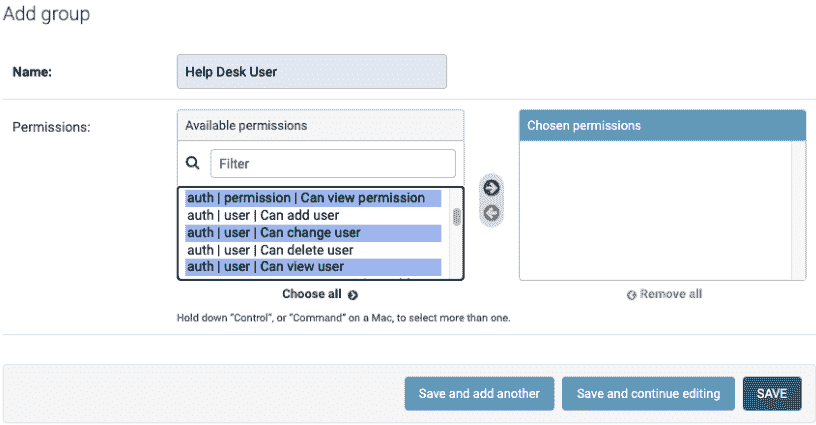 Add group
Name:
Help Desk User
Permissions:
Available permissions
Chosen permissions
Filter
auth | permission | Can view permission
auth | user | Can add user
auth | user | Can change user
auth | user | Can delete user
auth | user | Can view user
Choose all
Remove all
Hold down “Control”, or “Command” on a Mac, to select more than one.
Save and add another
Save and continue editing
SAVE